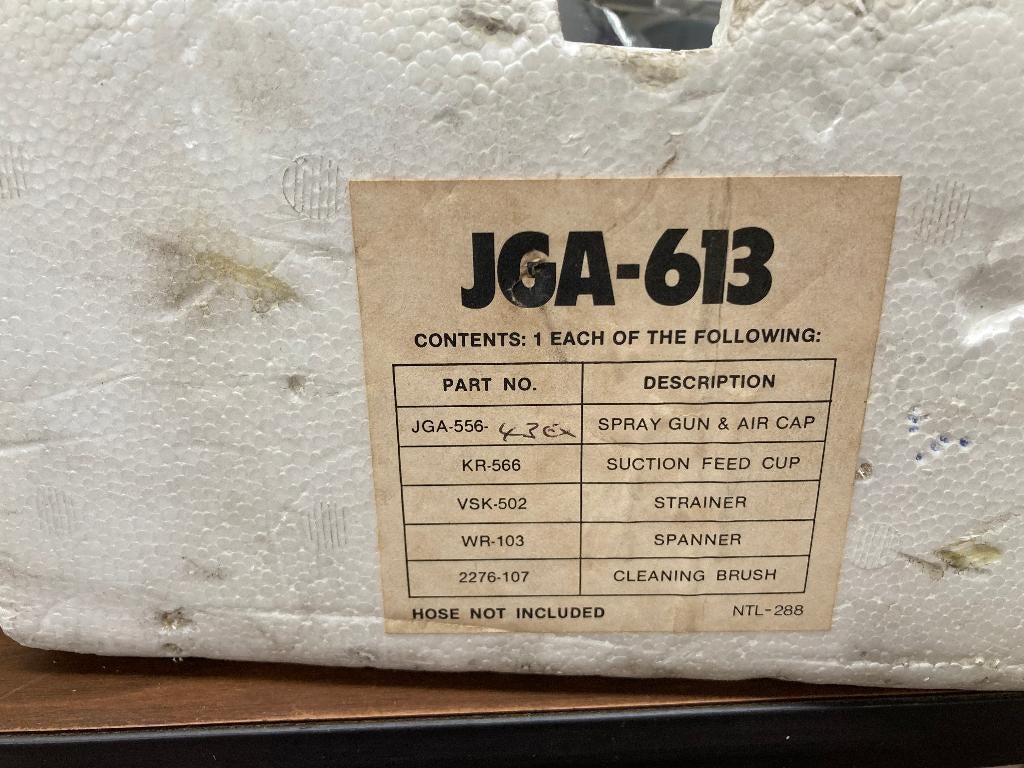 JGA-613
CONTENTS: 1 EACH OF THE FOLLOWING:
PART NO. DESCRIPTION
JGA-556- 43EX SPRAY GUN & AIR CAP
KR-566 SUCTION FEED CUP
VSK-502 STRAINER
WR-103 SPANNER
2276-107 CLEANING BRUSH
HOSE NOT INCLUDED NTL-288